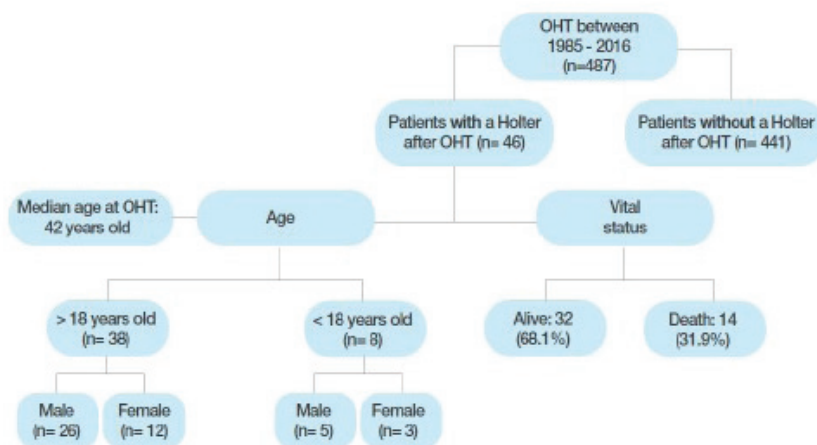 OHT between
1985 - 2016
(n=487)
Patients with a Holter
after OHT (n= 46)
Patients without a Holter
after OHT (n= 441)
Median age at OHT:
42 years old
Age
Vital
status
> 18 years old
(n= 38)
< 18 years old
(n= 8)
Alive: 32
(68.1%)
Death: 14
(31.9%)
Male
(n= 26)
Female
(n= 12)
Male
(n= 5)
Female
(n= 3)